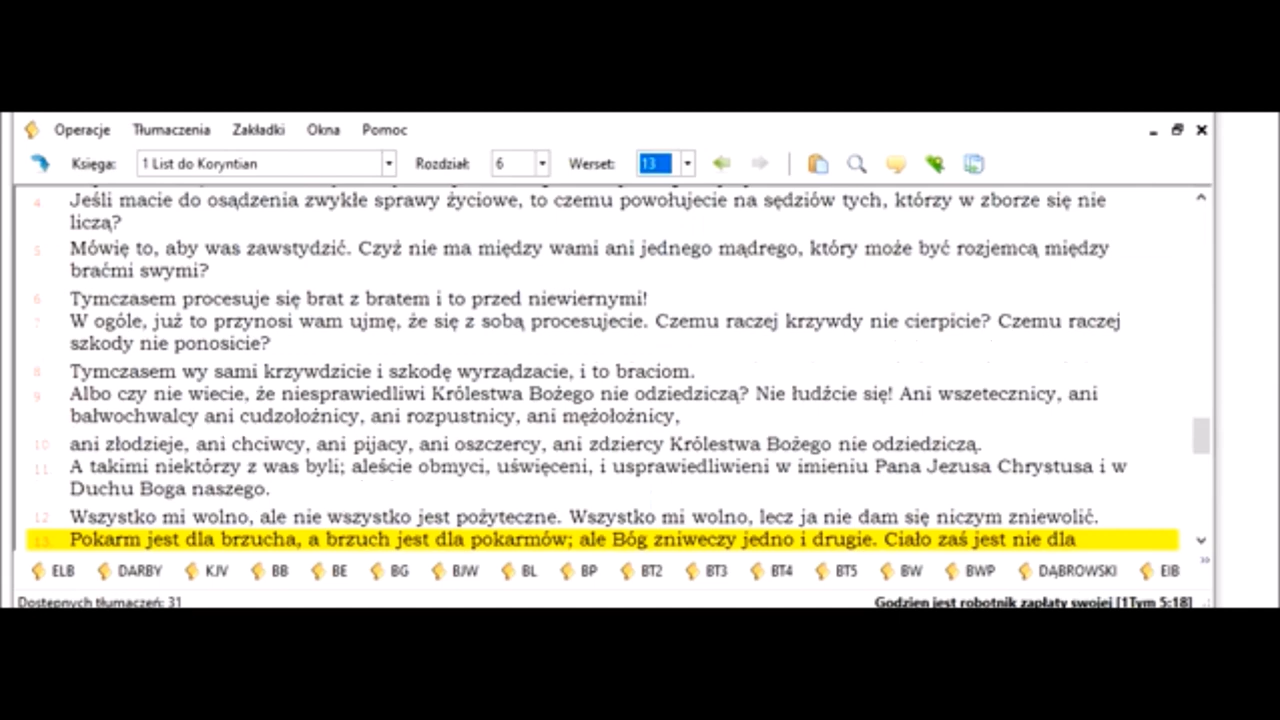 Operacje Tłumaczenia Zakładki Okna Pomoc
Księga: 1 List do Koryntian Rozdział: 6 Werset: 13
4 Jeśli macie do osądzenia zwykłe sprawy życiowe, to czemu powołujecie na sędziów tych, którzy w zborze się nie
liczą?
5 Mówię to, aby was zawstydzić. Czyż nie ma między wami ani jednego mądrego, który może być rozjemcą między
braćmi swymi?
6 Tymczasem procesuje się brat z bratem i to przed niewiernymi!
7 W ogóle, już to przynosi wam ujmę, że się z sobą procesujecie. Czemu raczej krzywdy nie cierpicie? Czemu raczej
szkody nie ponosicie?
8 Tymczasem wy sami krzywdzicie i szkodę wyrządzacie, i to braciom.
9 Albo czy nie wiecie, że niesprawiedliwi Królestwa Bożego nie odziedziczą? Nie łudźcie się! Ani wszetecznicy, ani
bałwochwalcy ani cudzołożnicy, ani rozpustnicy, ani mężołożnicy,
10 ani złodzieje, ani chciwcy, ani pijacy, ani oszczercy, ani zdziercy Królestwa Bożego nie odziedziczą.
11 A takimi niektórzy z was byli; aleście obmyci, uświęceni, i usprawiedliwieni w imieniu Pana Jezusa Chrystusa i w
Duchu Boga naszego.
12 Wszystko mi wolno, ale nie wszystko jest pożyteczne. Wszystko mi wolno, lecz ja nie dam się niczym zniewolić.
13 Pokarm jest dla brzucha, a brzuch jest dla pokarmów; ale Bóg zniweczy jedno i drugie. Ciało zaś jest nie dla
ELB DARBY KJV BB BE BG BJW BL BP BT2 BT3 BT4 BT5 BW BWP DĄBROWSKI EIB
Dostępnych tłumaczeń: 31 Godzien jest robotnik zapłaty swojej [1Tym 5:18]